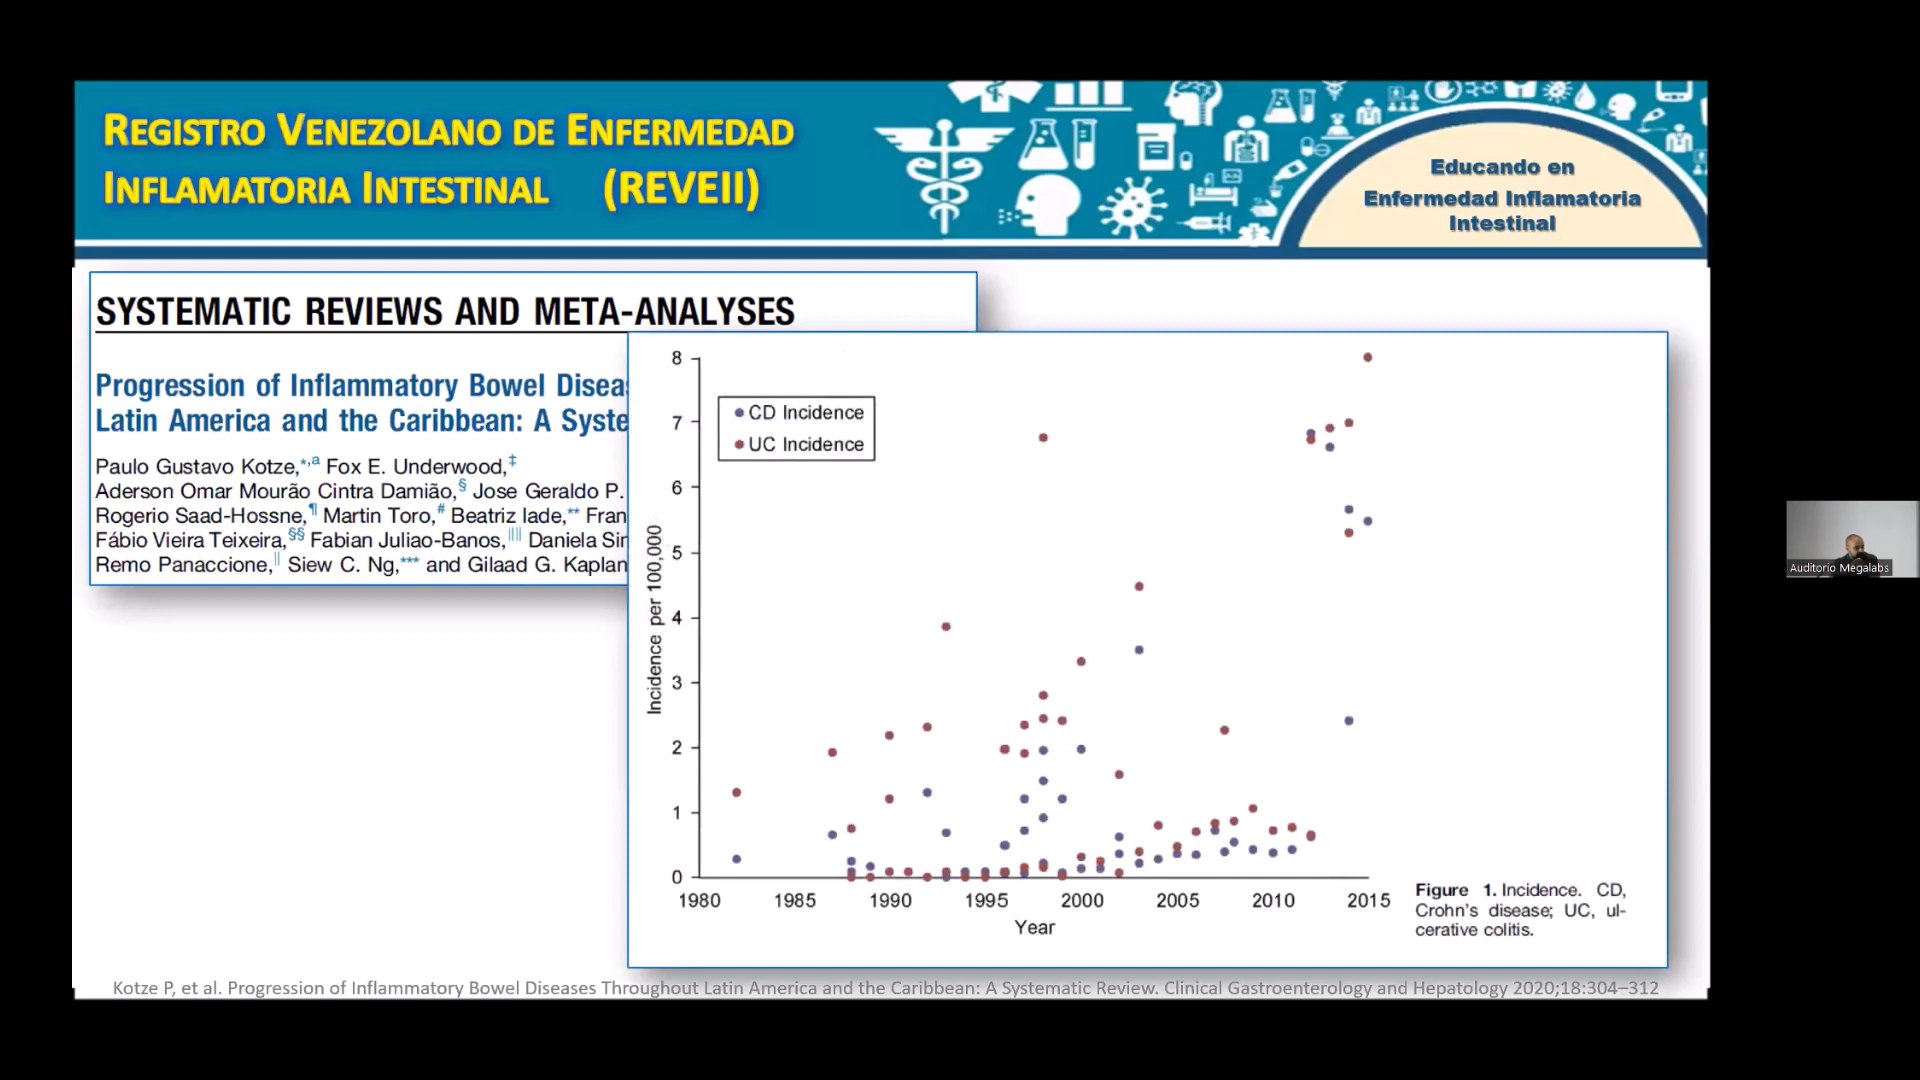 REGISTRO VENEZOLANO DE ENFERMEDAD
INFLAMATORIA INTESTINAL (REVEII)
Educando en
Enfermedad Inflamatoria
Intestinal
SYSTEMATIC REVIEWS AND META-ANALYSES
Progression of Inflammatory Bowel
Latin America and the Caribbean: A
Paulo Gustavo Kotze,*,a Fox E. Underwood,‡
Aderson Omar Mourão Cintra Damião,§ Jose Geraldo P.
Rogerio Saad-Hossne,¶ Martin Toro,# Beatriz Iade,**
Fábio Vieira Teixeira,§§ Fabian Juliao-Banos,‖‖ Daniela
Remo Panaccione,‖ Siew C. Ng,*** and Gilaad G. Kaplan
8
7
6
5
4
3
2
1
0
Incidence per 100,000
CD Incidence
UC Incidence
1980 1985 1990 1995 2000 2005 2010 2015
Year
Figure 1. Incidence. CD,
Crohn's disease; UC, ul-
cerative colitis.
Kotze P, et al. Progression of Inflammatory Bowel Diseases Throughout Latin America and the Caribbean: A Systematic Review. Clinical Gastroenterology and Hepatology 2020;18:304–312
Auditorio Megalabs